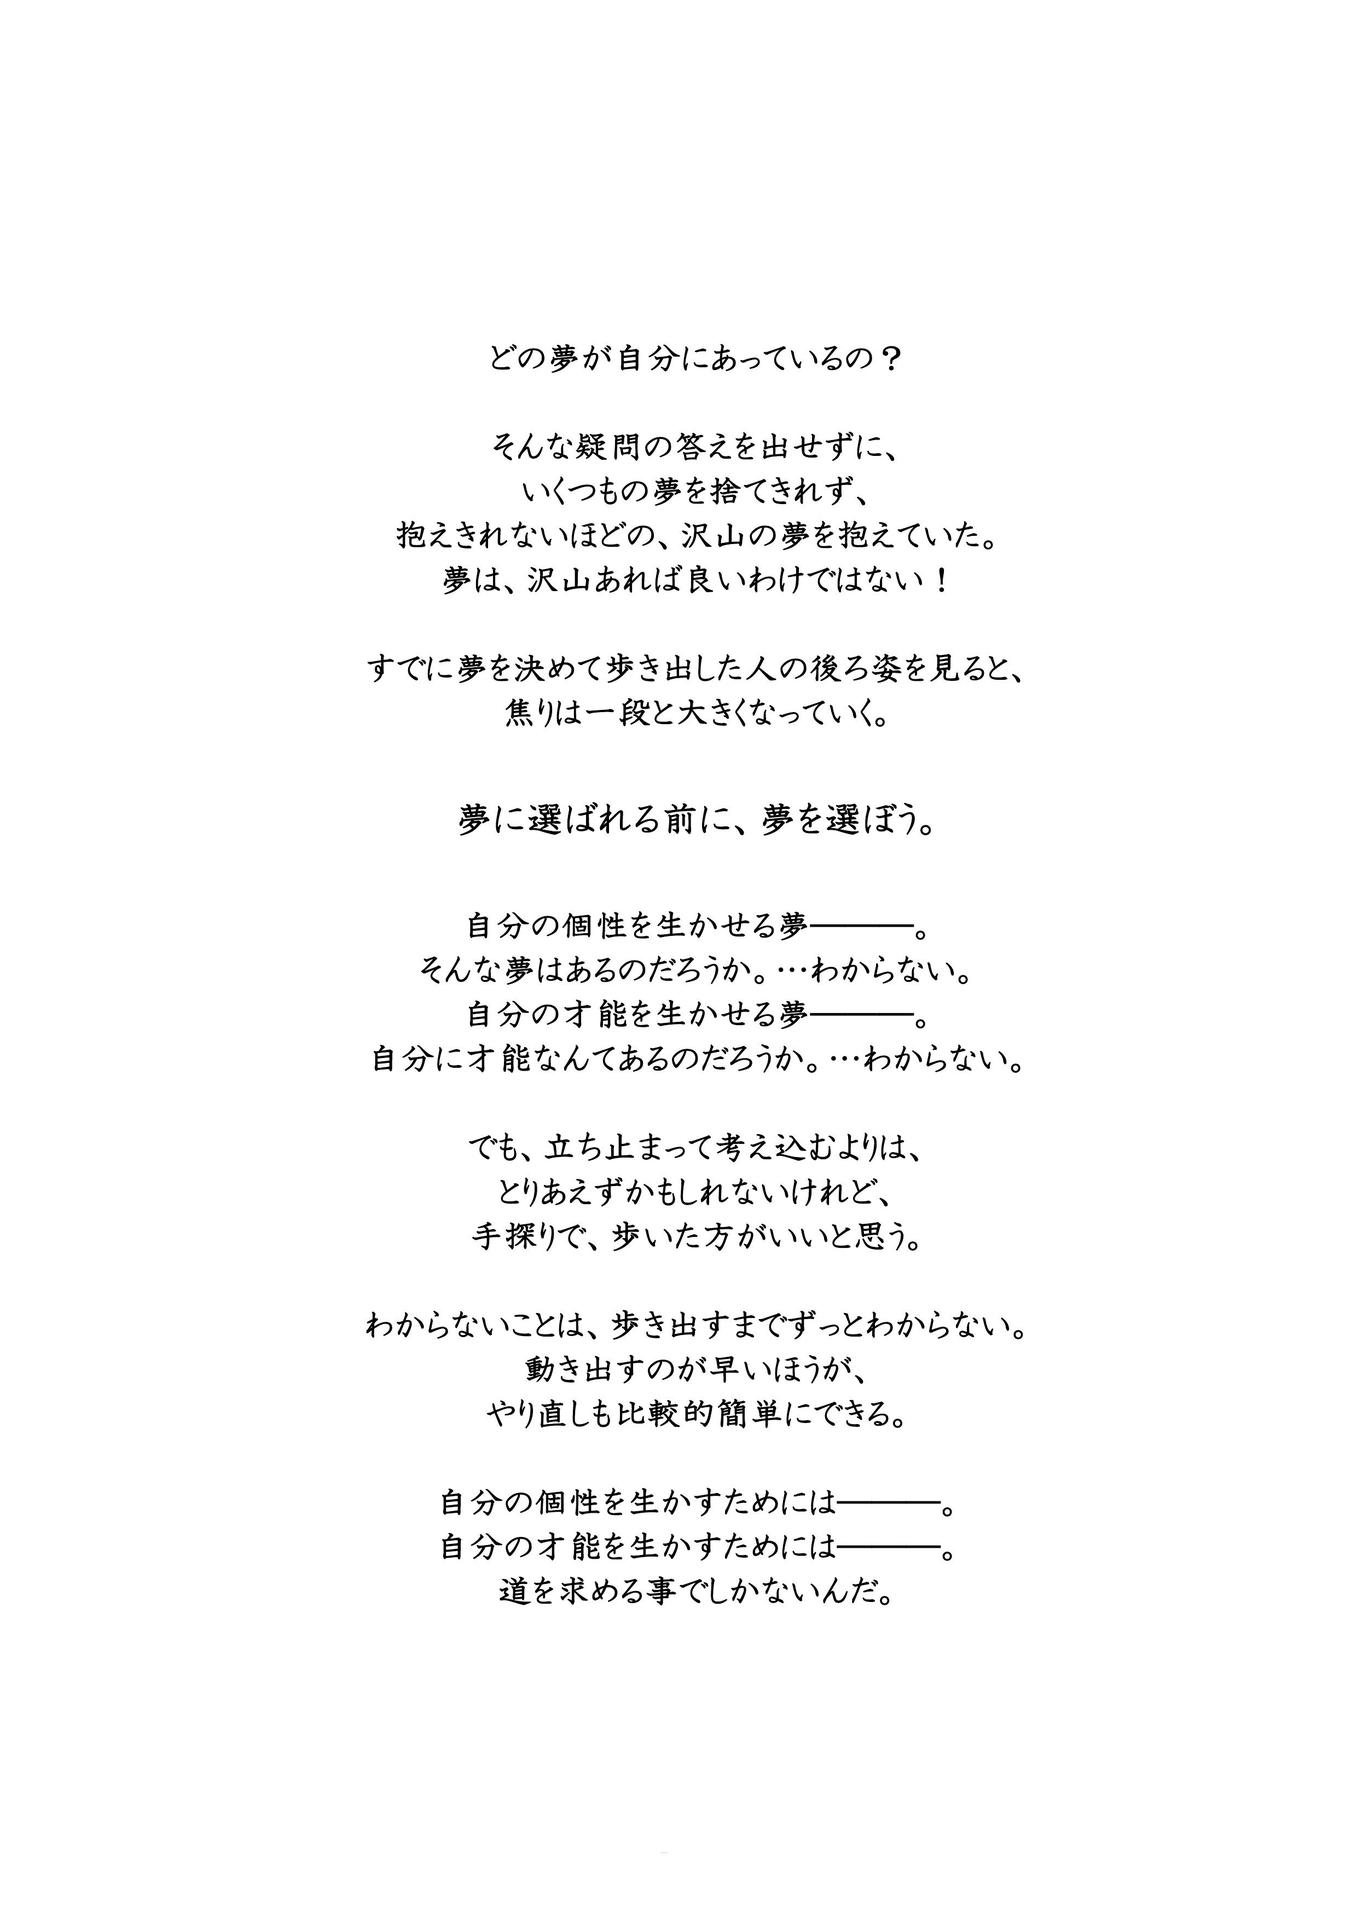 どの夢が自分にあっているの？
そんな疑問の答えを出せずに、
いくつもの夢を捨てきれず、
抱えきれないほどの、沢山の夢を抱えていた。
夢は、沢山あれば良いわけではない！
すでに夢を決めて歩き出した人の後ろ姿を見ると、
焦りは一段と大きくなっていく。
夢に選ばれる前に、夢を選ぼう。
自分の個性を生かせる夢―――。
そんな夢はあるのだろうか。…わからない。
自分の才能を生かせる夢―――。
自分に才能なんてあるのだろうか。…わからない。
でも、立ち止まって考え込むよりは、
とりあえずかもしれないけれど、
手探りで、歩いた方がいいと思う。
わからないことは、歩き出すまでずっとわからない。
動き出すのが早いほうが、
やり直しも比較的簡単にできる。
自分の個性を生かすためには―――。
自分の才能を生かすためには―――。
道を求める事でしかないんだ。